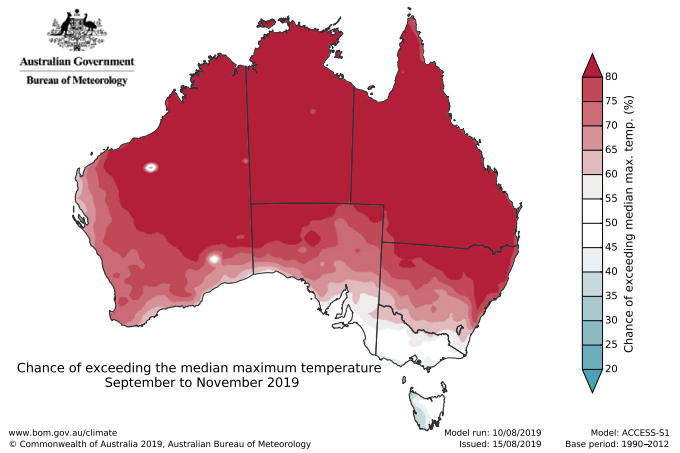 Australian Government
Bureau of Meteorology
80
75
70
65
60
55
50
45
40
35
30
25
20
Chance of exceeding median max. temp. (%)
Chance of exceeding the median maximum temperature
September to November 2019
www.bom.gov.au/climate
© Commonwealth of Australia 2019, Australian Bureau of Meteorology
Model run: 10/08/2019
Issued: 15/08/2019
Model: ACCESS-S1
Base period: 1990–2012